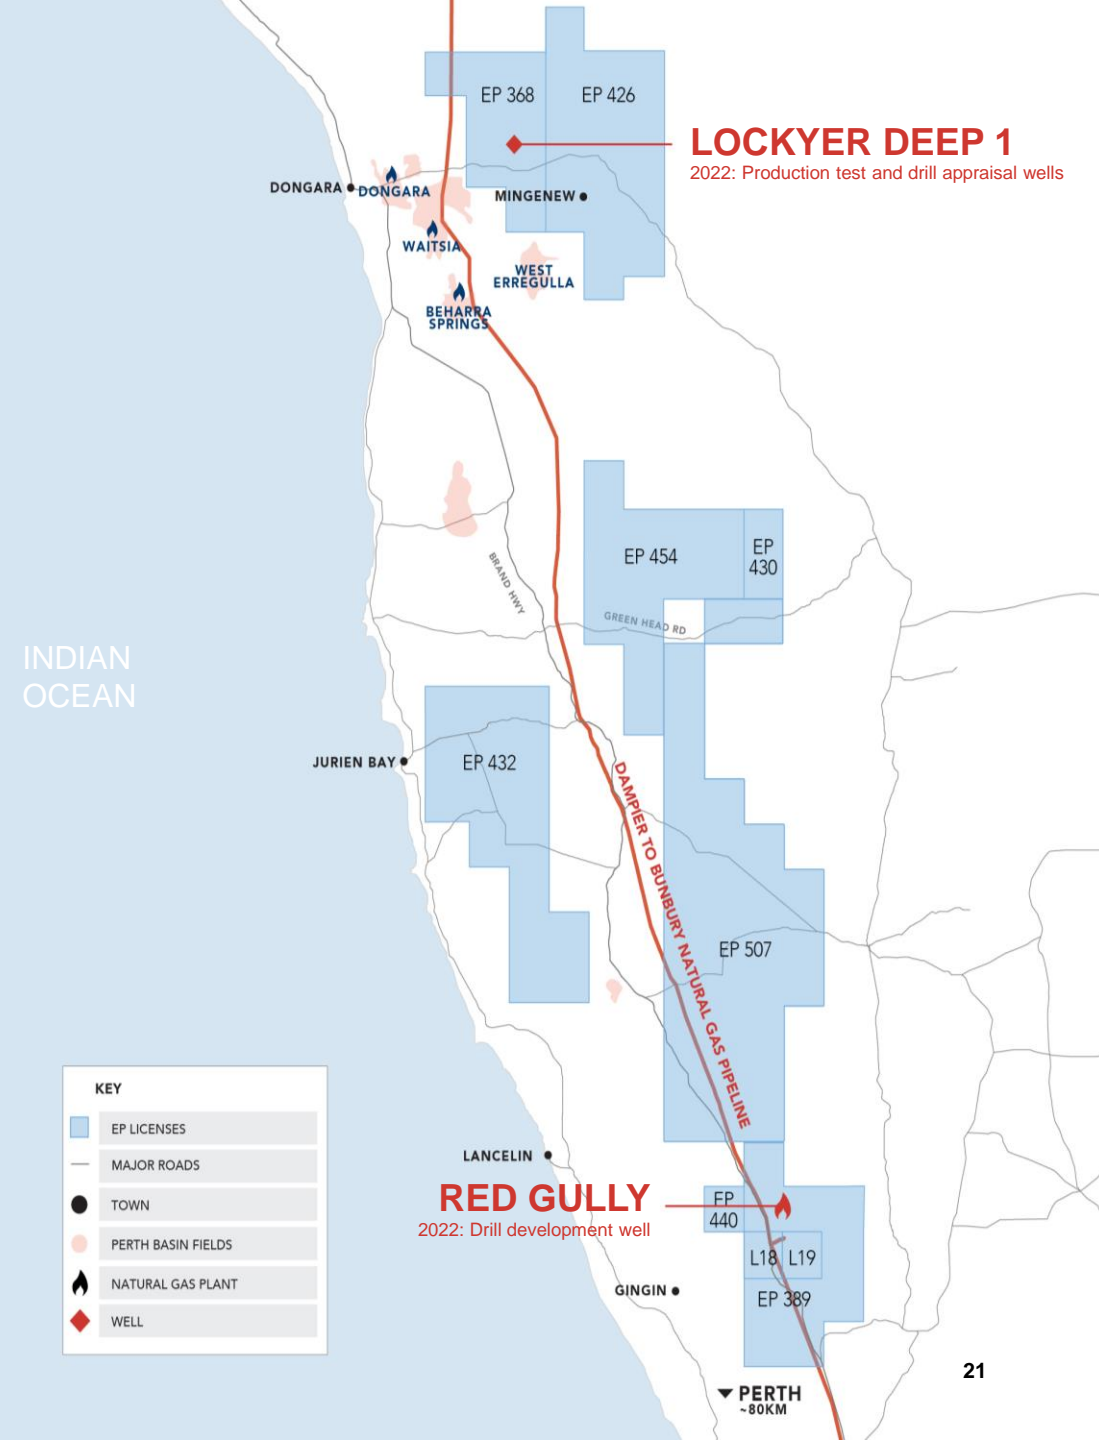 EP 368
EP 426
LOCKYER DEEP 1
2022: Production test and drill appraisal wells
DONGARA
DONGARA
MINGENEW
WAITSIA
WEST
ERREGULLA
BEHARRA
SPRINGS
BRAND HWY
EP 454
EP
430
GREEN HEAD RD
INDIAN
OCEAN
JURIEN BAY
EP 432
DAMPIER TO BUNBURY NATURAL GAS PIPELINE
EP 507
KEY
EP LICENSES
MAJOR ROADS
TOWN
PERTH BASIN FIELDS
NATURAL GAS PLANT
WELL
LANCELIN
RED GULLY
2022: Drill development well
EP
440
L18
L19
GINGIN
EP 389
21
PERTH
~80KM